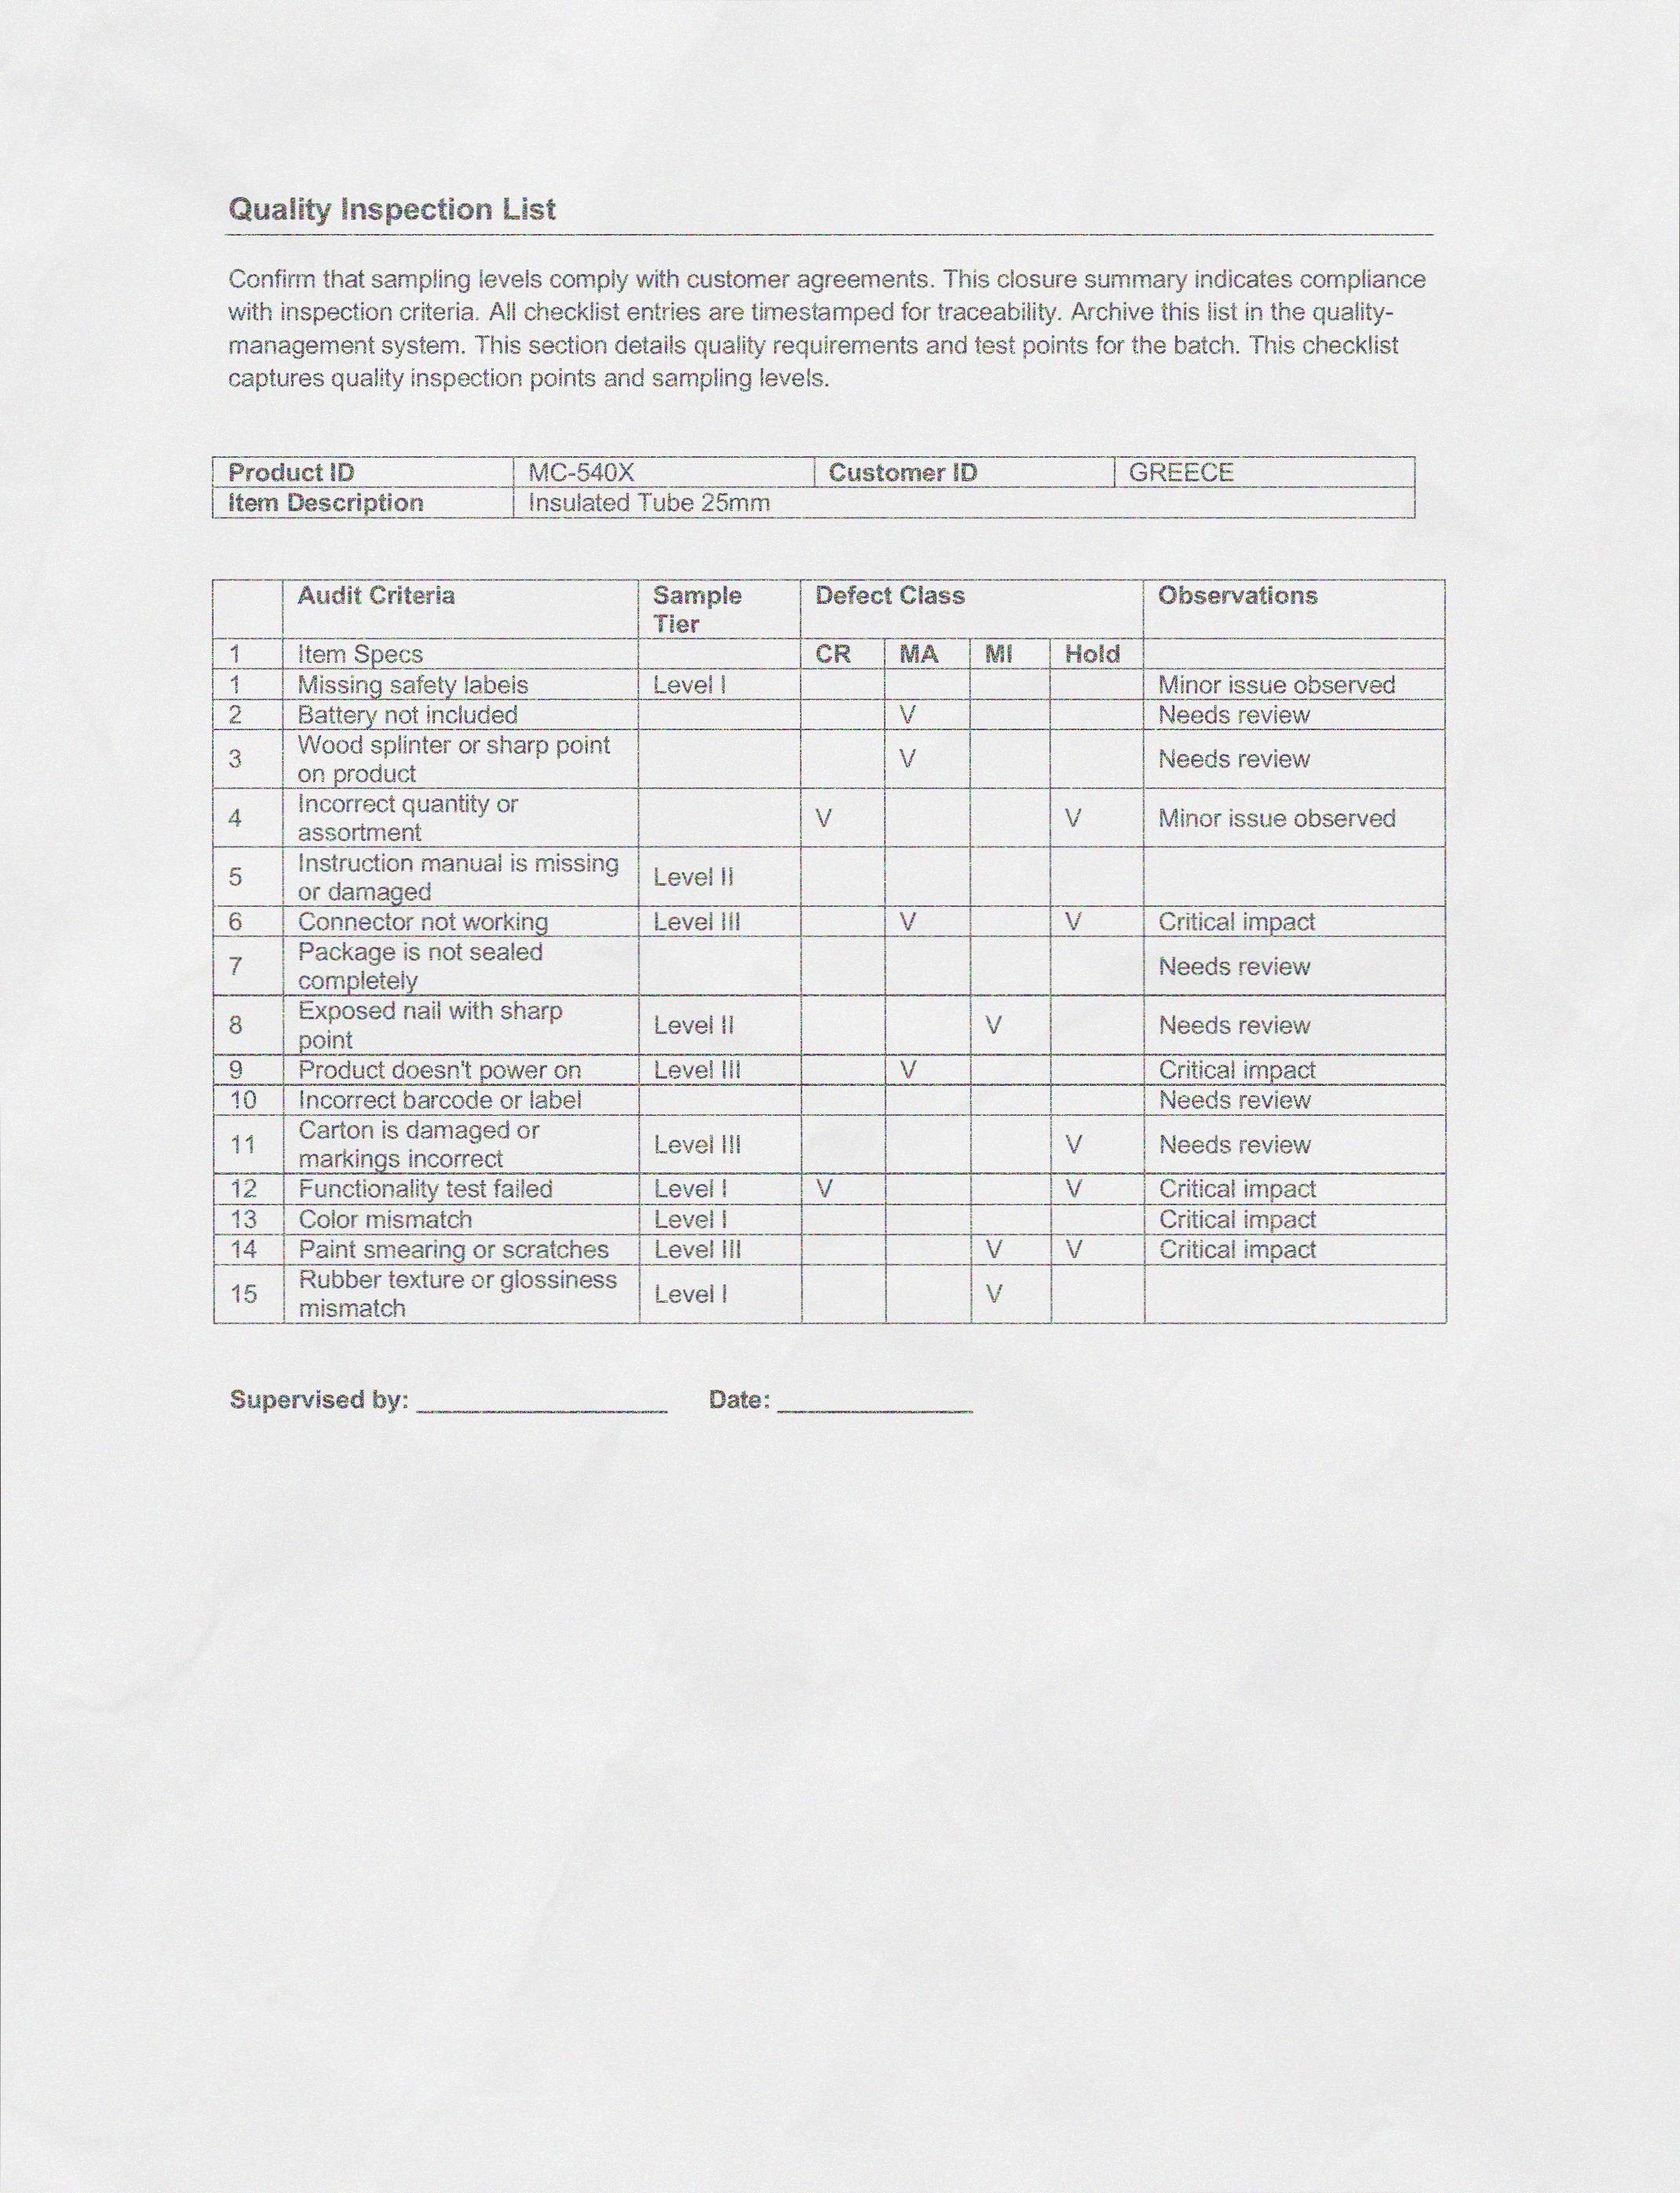 Quality Inspection List
Confirm that sampling levels comply with customer agreements. This closure summary indicates compliance
with inspection criteria. All checklist entries are timestamped for traceability. Archive this list in the quality-
management system. This section details quality requirements and test points for the batch. This checklist
captures quality inspection points and sampling levels.
Product ID MC-540X Customer ID GREECE
Item Description Insulated Tube 25mm
Audit Criteria Sample Defect Class Observations
Tier
1 Item Specs CR MA MI Hold
1 Missing safety labels Level I Minor issue observed
2 Battery not included V Needs review
Wood splinter or sharp point
3 V Needs review
on product
Incorrect quantity or
4 V V Minor issue observed
assortment
Instruction manual is missing
5 Level II
or damaged
6 Connector not working Level III V V Critical impact
Package is not sealed
7 Needs review
completely
Exposed nail with sharp
8 Level II V Needs review
point
9 Product doesn't power on Level III V Critical impact
10 Incorrect barcode or label Needs review
Carton is damaged or
11 Level III V Needs review
markings incorrect
12 Functionality test failed Level I V V Critical impact
13 Color mismatch Level I Critical impact
14 Paint smearing or scratches Level III V V Critical impact
Rubber texture or glossiness
15 Level I V
mismatch
Supervised by: Date: